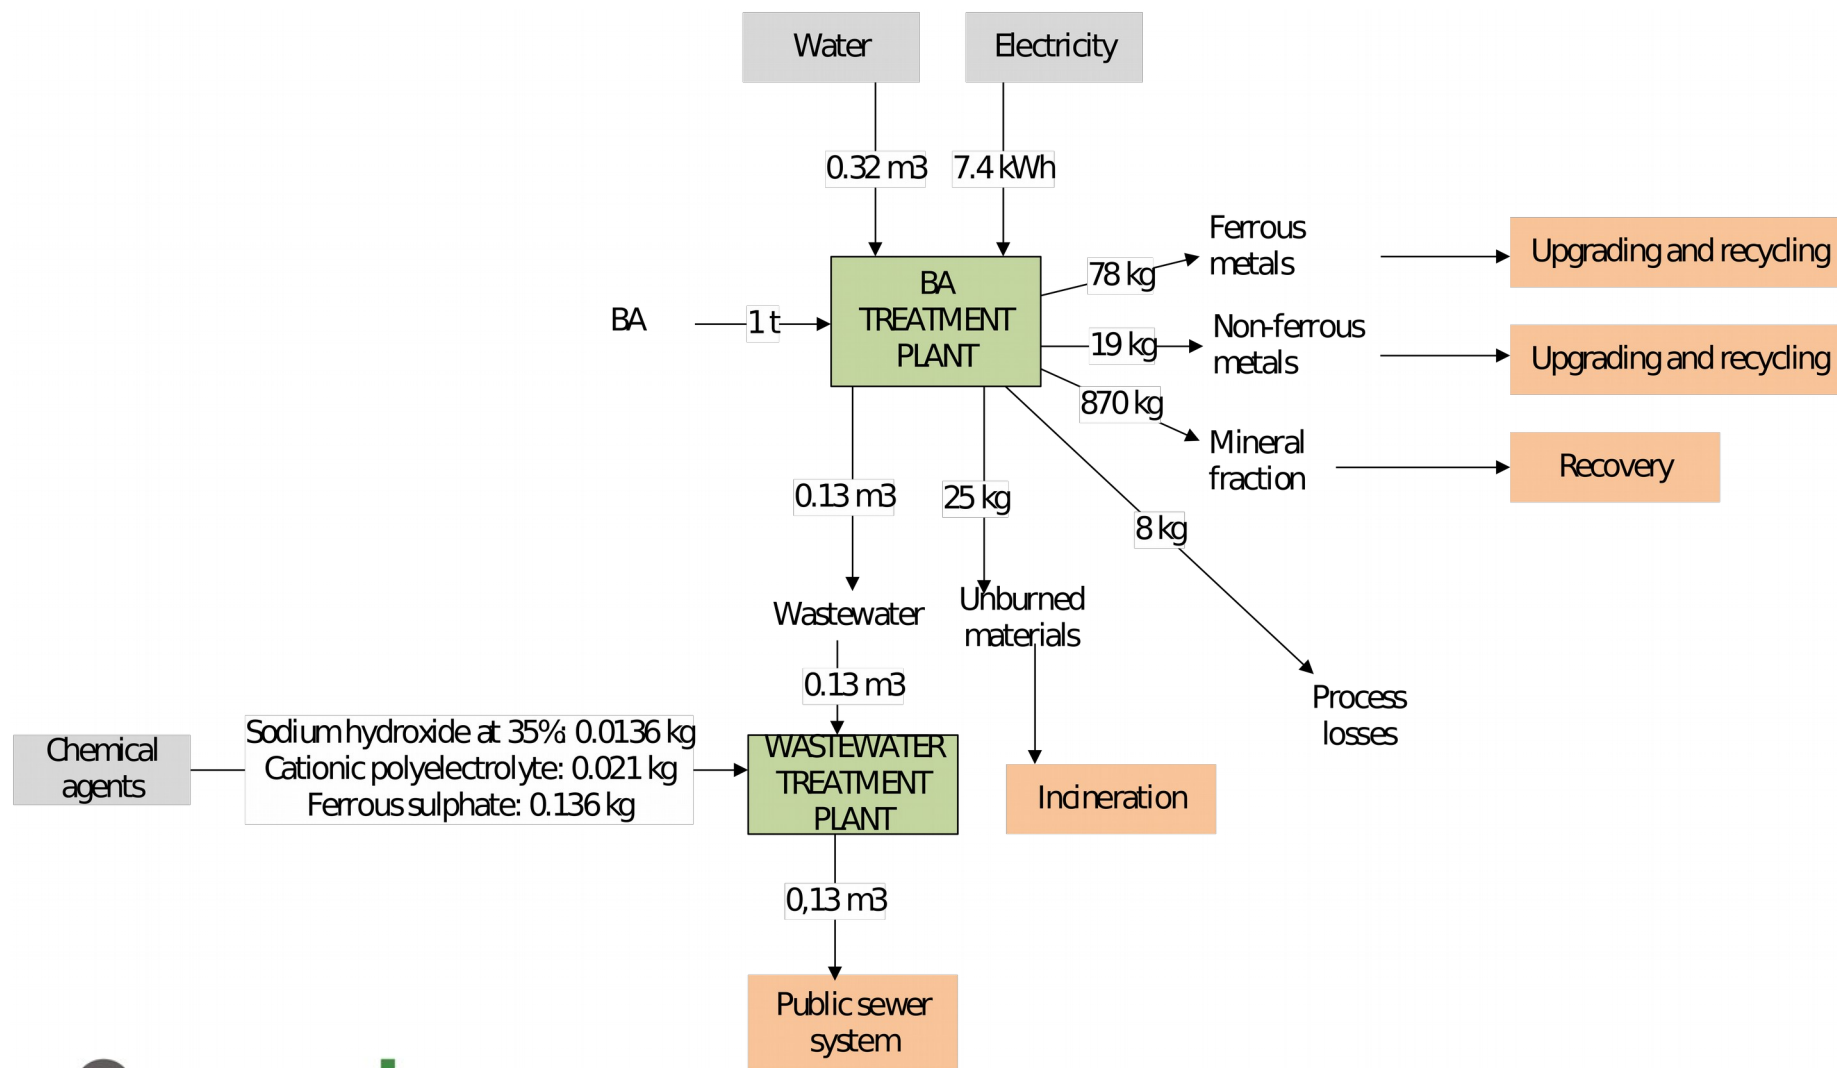 Water
Electricity
0.32 m3
7.4 kWh
Ferrous
metals
78 kg
Upgrading and recycling
BA
1 t
BA
TREATMENT
PLANT
19 kg
Non-ferrous
metals
Upgrading and recycling
870 kg
Mineral
fraction
Recovery
0.13 m3
25 kg
8 kg
Wastewater
Unburned
materials
0.13 m3
Process
losses
Chemical
agents
Sodium hydroxide at 35%: 0.0136 kg
Cationic polyelectrolyte: 0.021 kg
Ferrous sulphate: 0.136 kg
WASTEWATER
TREATMENT
PLANT
Incineration
0,13 m3
Public sewer
system